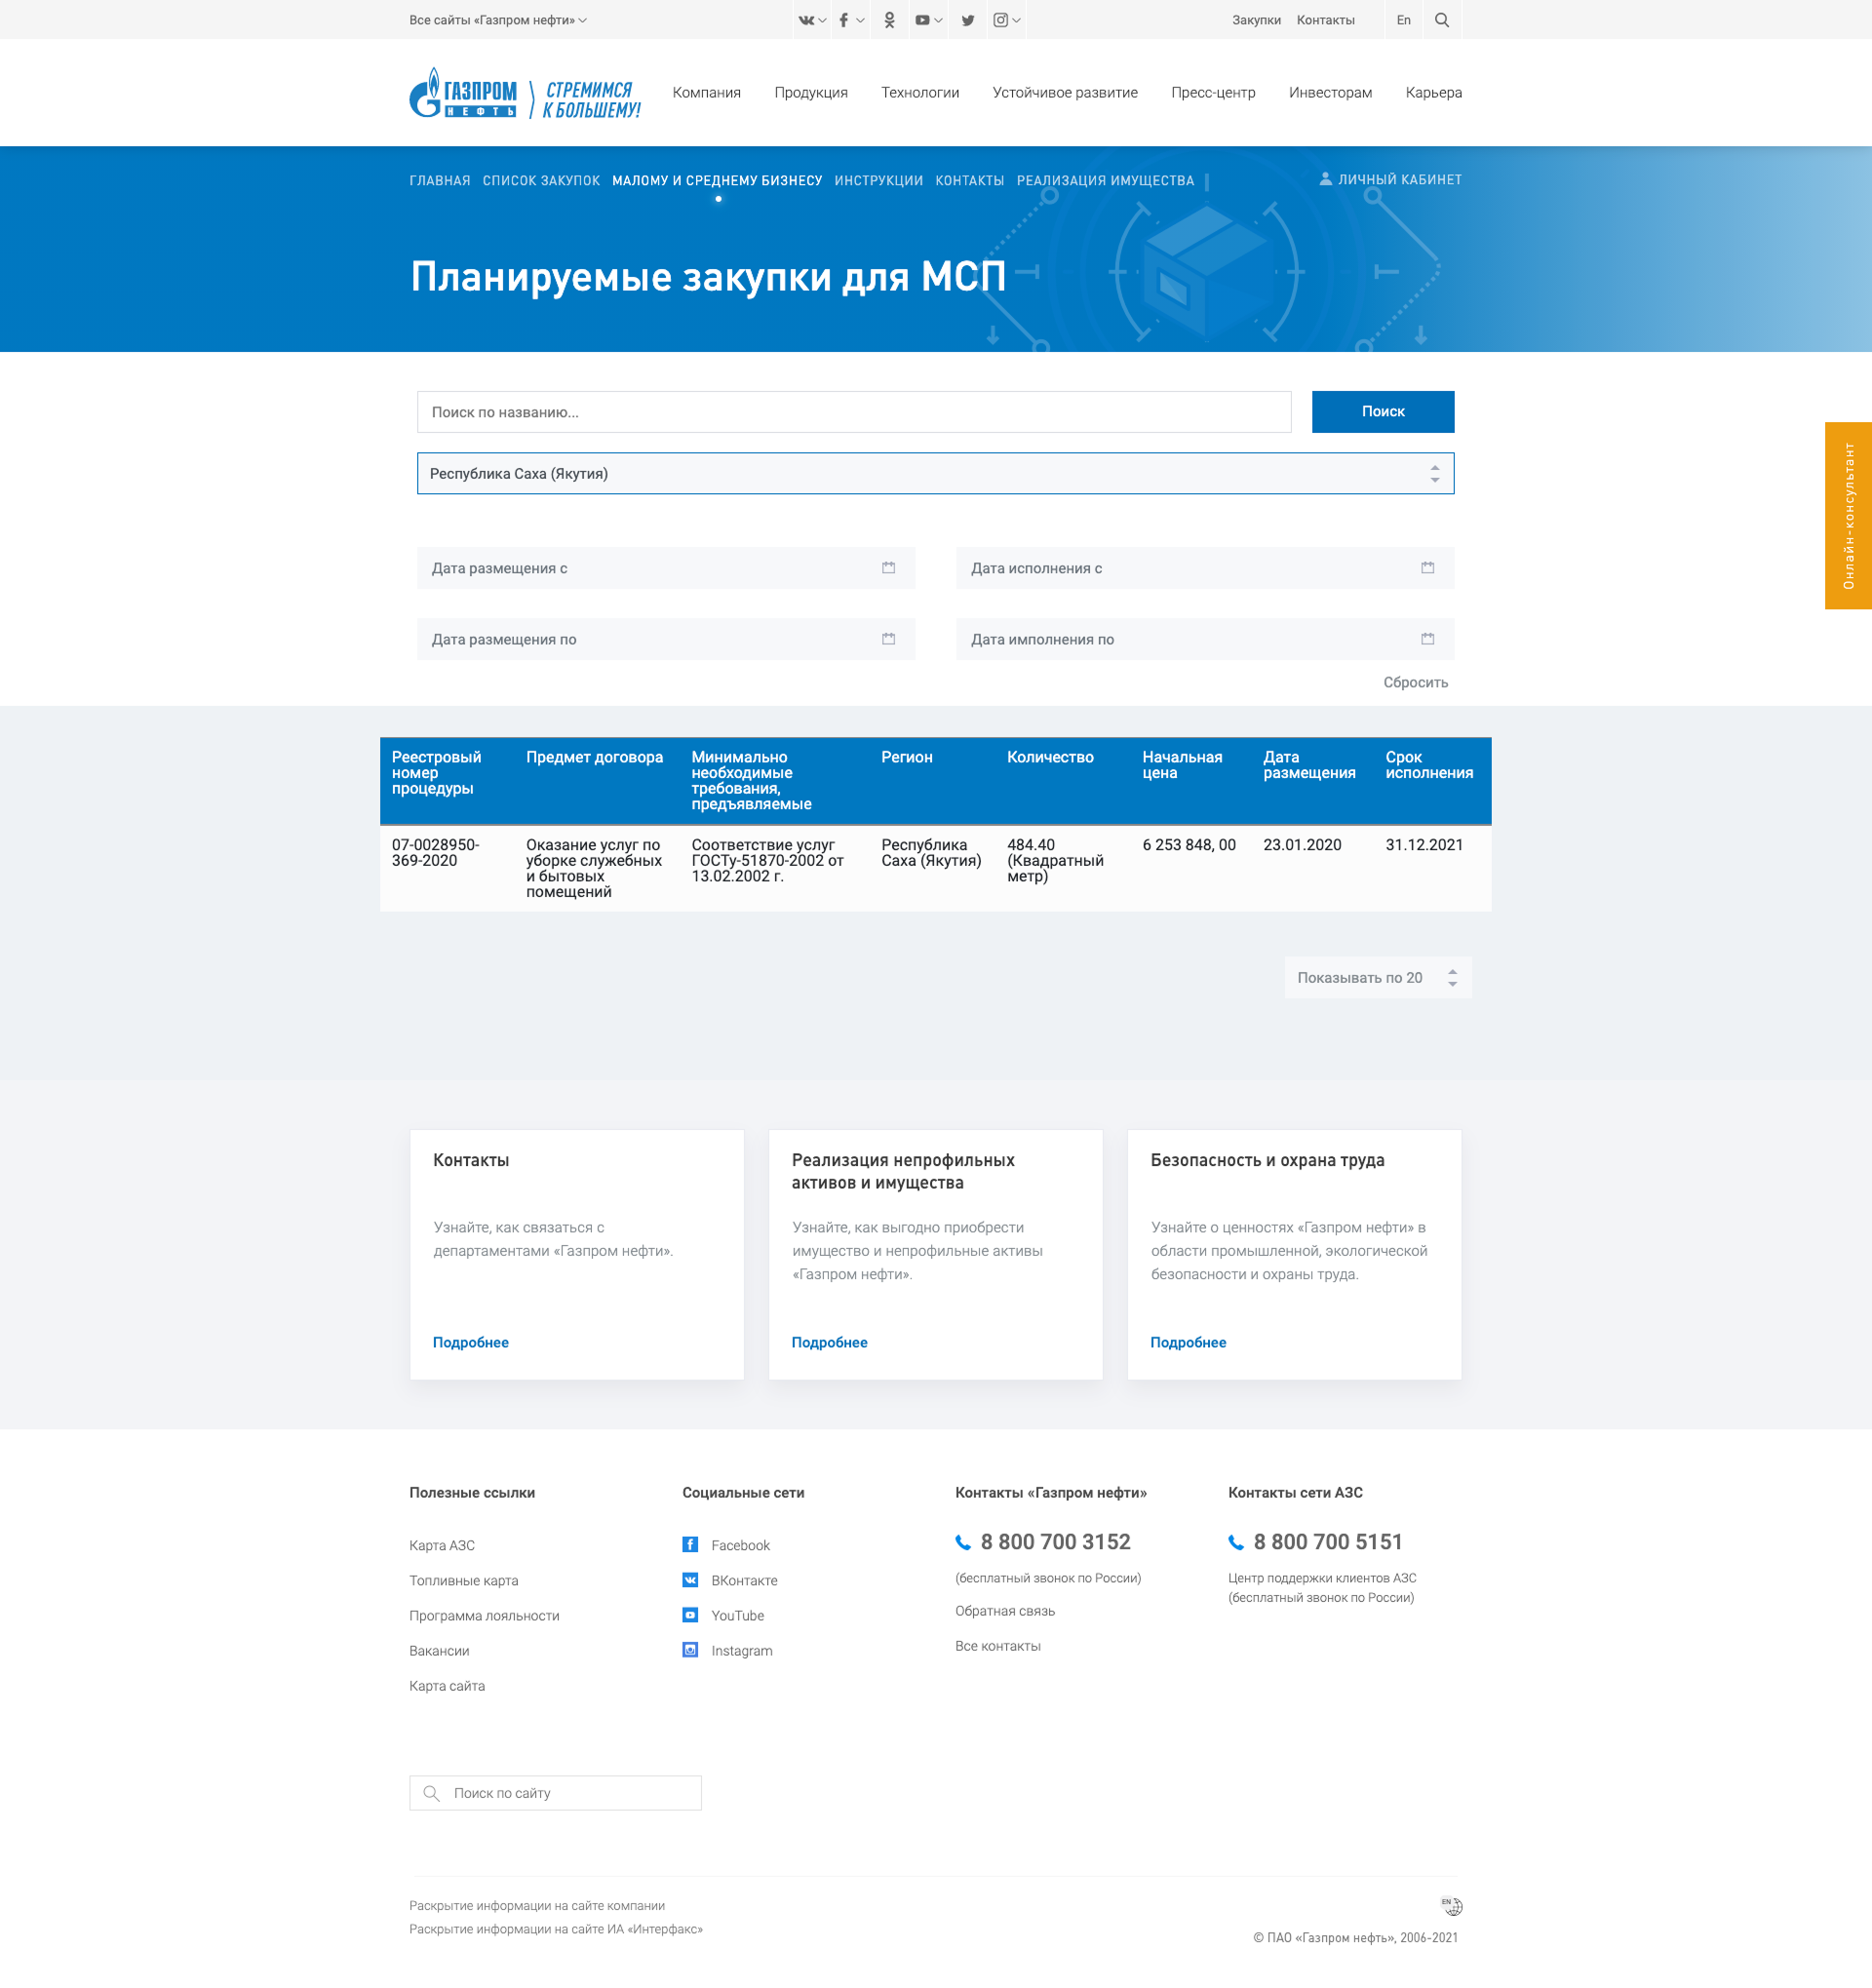 Все сайты «Газпром нефти»
Закупки Контакты En
ГАЗПРОМ
НЕФТЬ
СТРЕМИМСЯ
К БОЛЬШЕМУ!
Компания Продукция Технологии Устойчивое развитие Пресс-центр Инвесторам Карьера
ГЛАВНАЯ СПИСОК ЗАКУПОК МАЛОМУ И СРЕДНЕМУ БИЗНЕСУ ИНСТРУКЦИИ КОНТАКТЫ РЕАЛИЗАЦИЯ ИМУЩЕСТВА ЛИЧНЫЙ КАБИНЕТ
Планируемые закупки для МСП
Поиск по названию...
Поиск
Республика Саха (Якутия)
Онлайн-консультант
Дата размещения с
Дата исполнения с
Дата размещения по
Дата имполнения по
Сбросить
Реестровый
номер
процедуры
Предмет договора
Минимально
необходимые
требования,
предъявляемые
Регион
Количество
Начальная
цена
Дата
размещения
Срок
исполнения
07-0028950-
369-2020
Оказание услуг по
уборке служебных
и бытовых
помещений
Соответствие услуг
ГОСТу-51870-2002 от
13.02.2002 г.
Республика
Саха (Якутия)
484.40
(Квадратный
метр)
6 253 848, 00
23.01.2020
31.12.2021
Показывать по 20
Контакты
Узнайте, как связаться с
департаментами «Газпром нефти».
Подробнее
Реализация непрофильных
активов и имущества
Узнайте, как выгодно приобрести
имущество и непрофильные активы
«Газпром нефти».
Подробнее
Безопасность и охрана труда
Узнайте о ценностях «Газпром нефти» в
области промышленной, экологической
безопасности и охраны труда.
Подробнее
Полезные ссылки
Карта АЗС
Топливные карта
Программа лояльности
Вакансии
Карта сайта
Социальные сети
Facebook
ВКонтакте
YouTube
Instagram
Контакты «Газпром нефти»
8 800 700 3152
(бесплатный звонок по России)
Обратная связь
Все контакты
Контакты сети АЗС
8 800 700 5151
Центр поддержки клиентов АЗС
(бесплатный звонок по России)
Поиск по сайту
Раскрытие информации на сайте компании
Раскрытие информации на сайте ИА «Интерфакс»
EN
© ПАО «Газпром нефть», 2006-2021